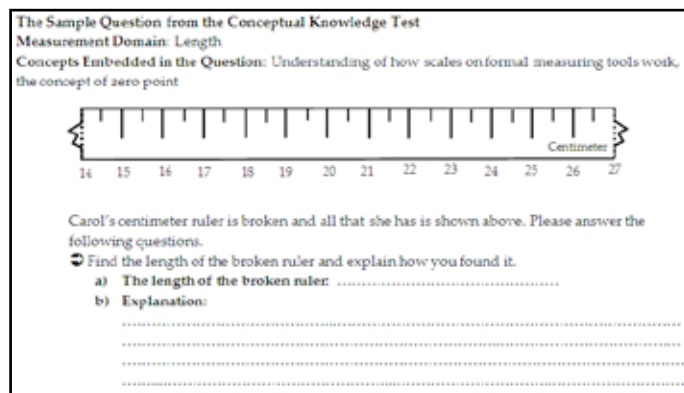 The Sample Question from the Conceptual Knowledge Test
Measurement Domain: Length
Concepts Embedded in the Question: Understanding of how scales on formal measuring tools work,
the concept of zero point
Centimeter
14 15 16 17 18 19 20 21 22 23 24 25 26 27
Carol's centimeter ruler is broken and all that she has is shown above. Please answer the
following questions.
➲ Find the length of the broken ruler and explain how you found it.
a) The length of the broken ruler: ......................................................
b) Explanation:
................................................................................................
................................................................................................
................................................................................................
................................................................................................